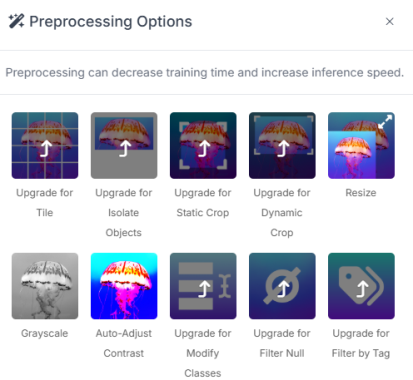 Preprocessing Options
Preprocessing can decrease training time and increase inference speed.
Upgrade for
Tile
Upgrade for
Isolate
Objects
Upgrade for
Static Crop
Upgrade for
Dynamic
Crop
Resize
Grayscale
Auto-Adjust
Contrast
Upgrade for
Modify
Classes
Upgrade for
Filter Null
Upgrade for
Filter by Tag